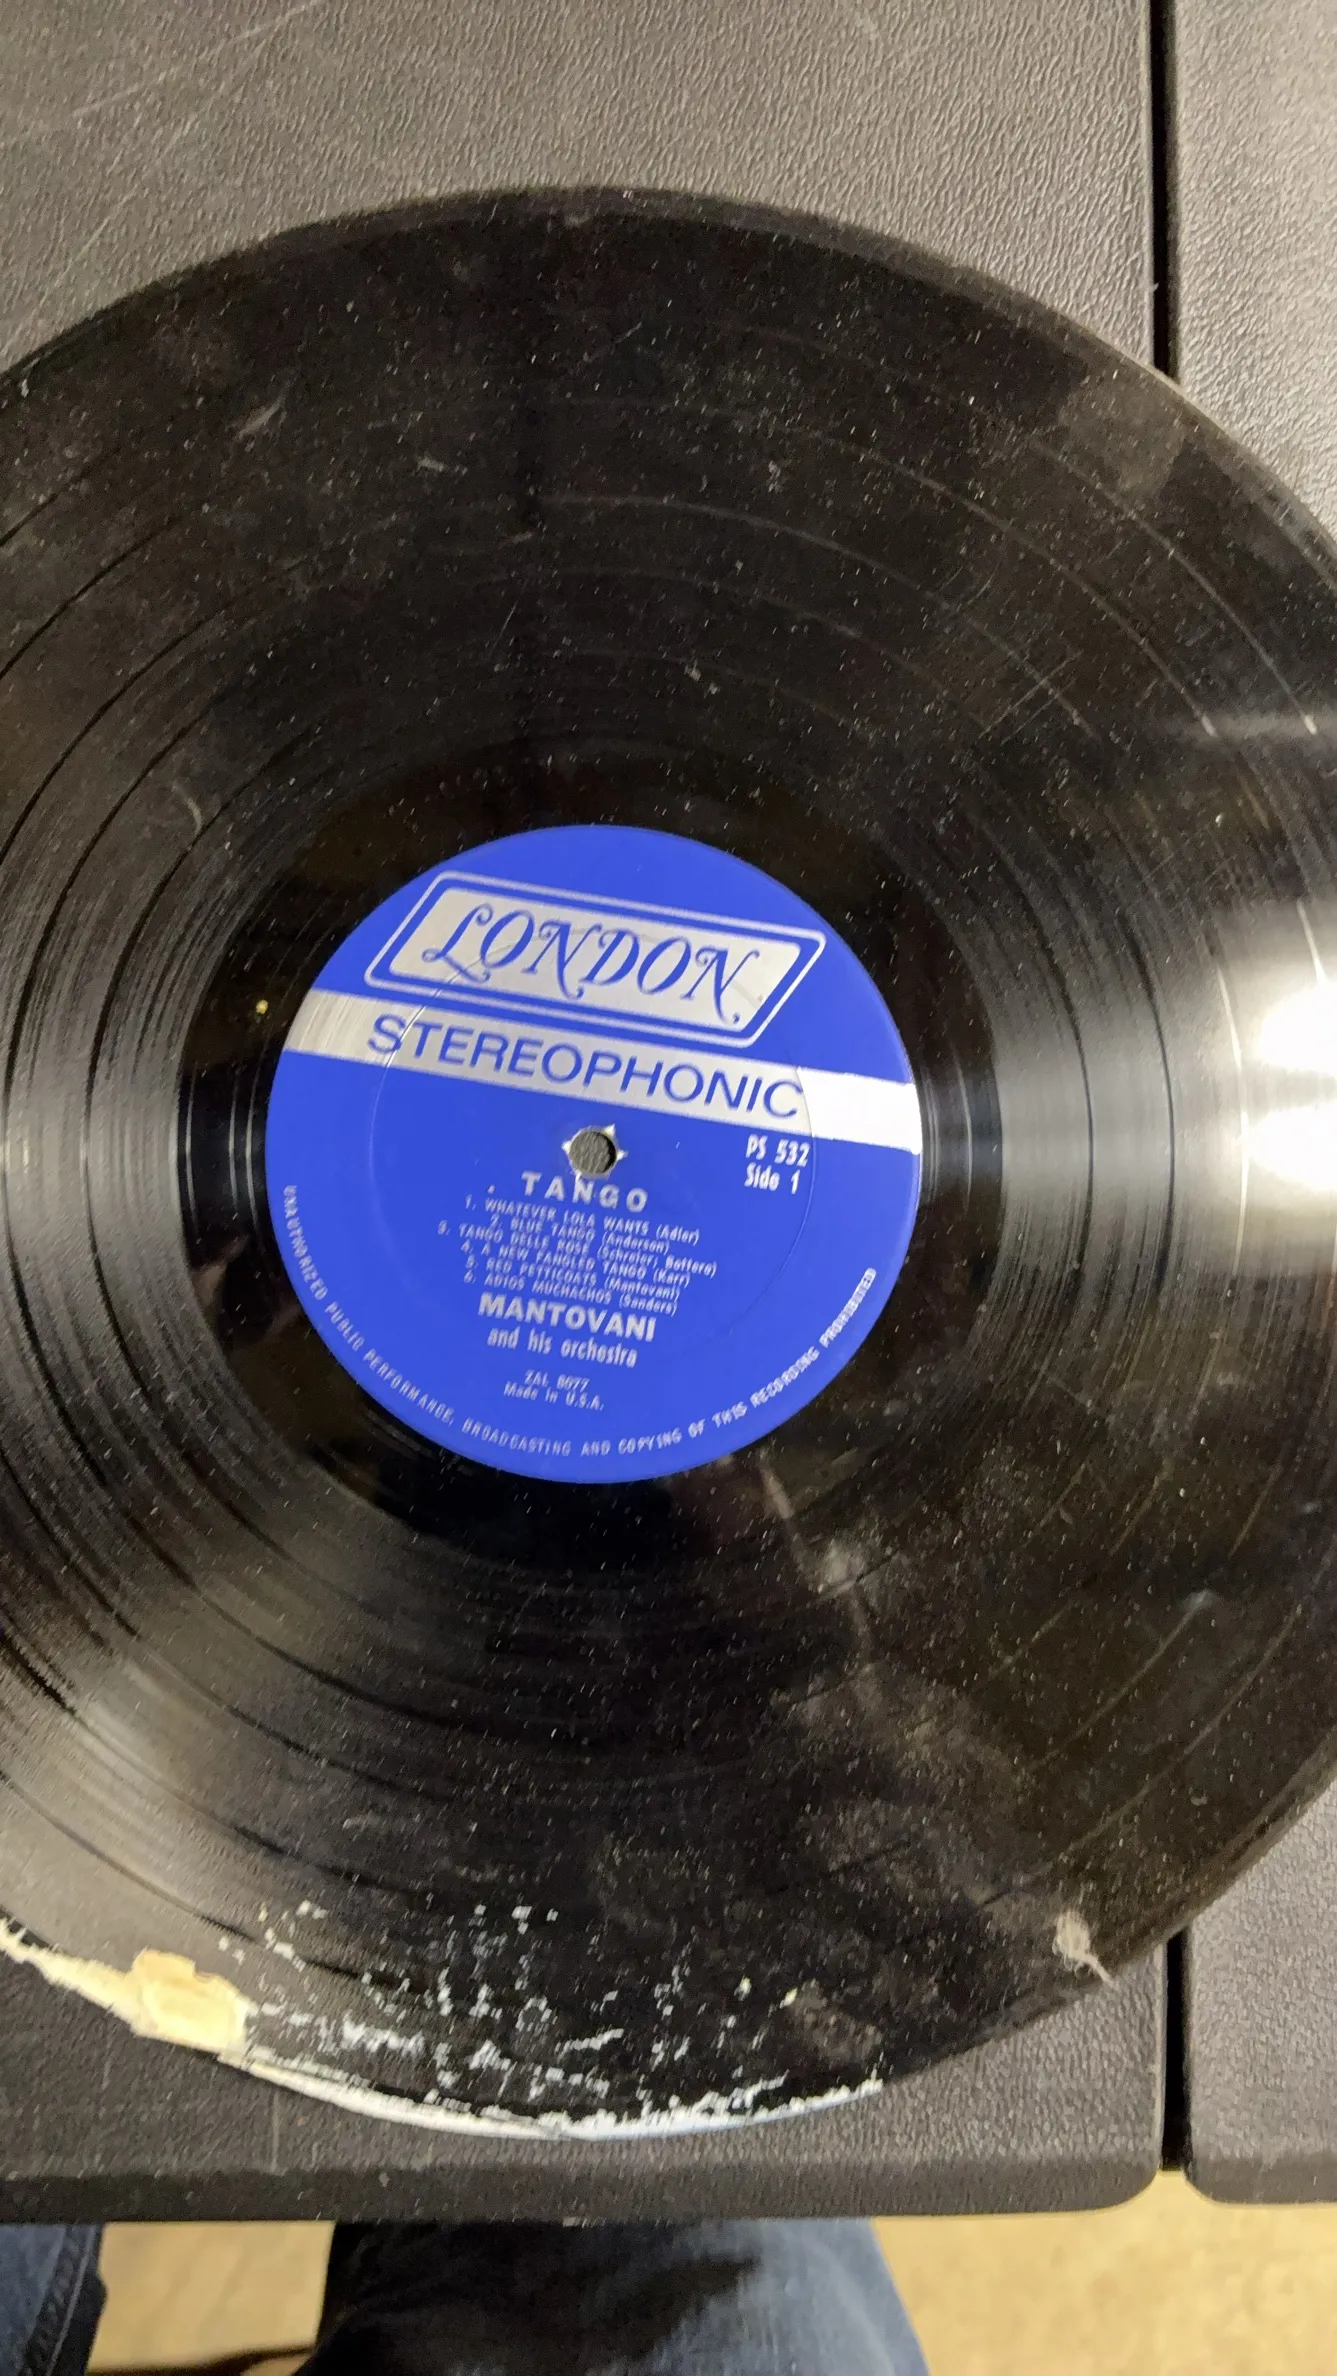 LONDON
STEREOPHONIC
PS 532
Side 1
TANGO
1. WHATEVER LOLA WANTS (Adler)
2. BLUE TANGO (Anderson)
3. TANGO DELLE ROSE (Schreier, Bottero)
4. A NEW FANGLED TANGO (Karr)
5. RED PETTICOATS (Mantovani)
6. ADIOS MUCHACHOS (Sanders)
MANTOVANI
and his orchestra
ZAL 8077
Made in U.S.A.
UNAUTHORIZED PUBLIC PERFORMANCE, BROADCASTING AND COPYING OF THIS RECORDING PROHIBITED